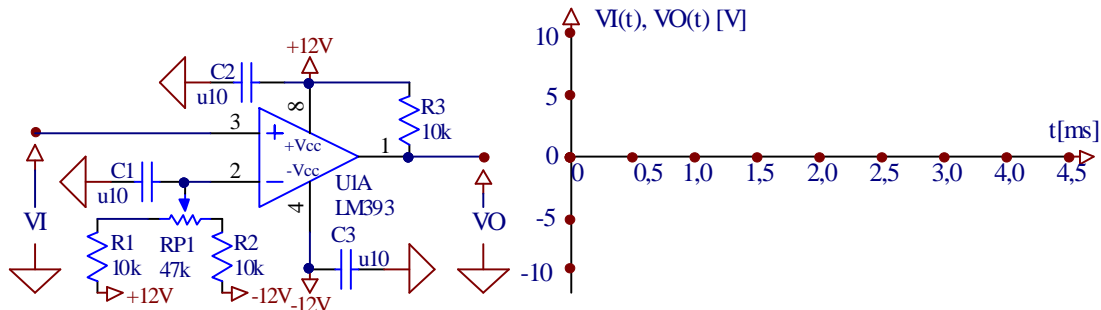 VI(t), VO(t) [V]
+12V
C2
u10
8
R3
10k
3
+
+Vcc
1
C1
u10
2
-Vcc
−
U1A
LM393
4
VI
VO
R1
10k
RP1
47k
R2
10k
C3
u10
+12V
-12V
-12V
10
5
0
-5
-10
t[ms]
0
0,5
1,0
1,5
2,0
2,5
3,0
4,0
4,5